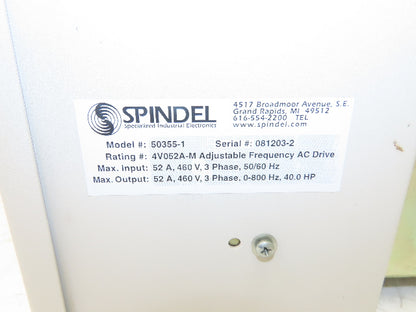 SPINDEL
Specialized Industrial Electronics
4517 Broadmoor Avenue, S.E.
Grand Rapids, MI 49512
616-554-2200 TEL
www.spindel.com
Model #: 50355-1 Serial #: 081203-2
Rating #: 4V052A-M Adjustable Frequency AC Drive
Max. Input: 52 A, 460 V, 3 Phase, 50/60 Hz
Max. Output: 52 A, 460 V, 3 Phase, 0-800 Hz, 40.0 HP